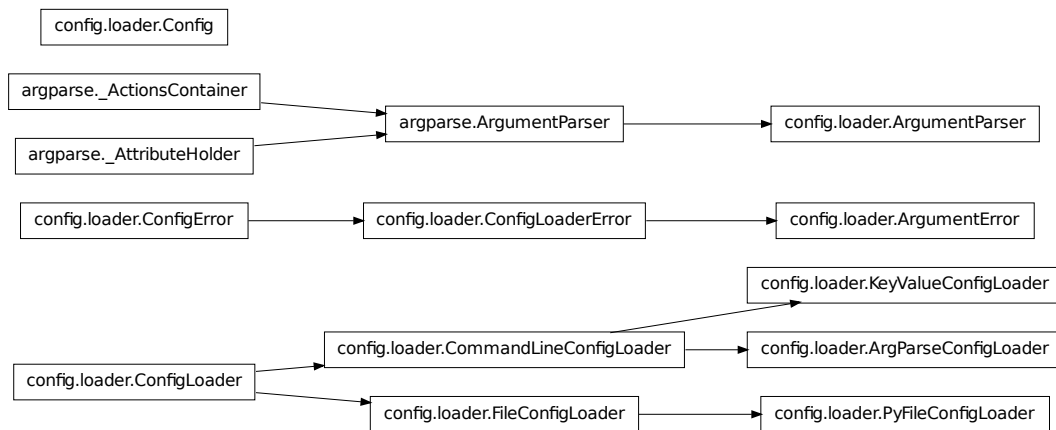 config.loader.Config
argparse._ActionsContainer
argparse._AttributeHolder
argparse.ArgumentParser
config.loader.ArgumentParser
config.loader.ConfigError
config.loader.ConfigLoaderError
config.loader.ArgumentError
config.loader.ConfigLoader
config.loader.CommandLineConfigLoader
config.loader.KeyValueConfigLoader
config.loader.ArgParseConfigLoader
config.loader.FileConfigLoader
config.loader.PyFileConfigLoader